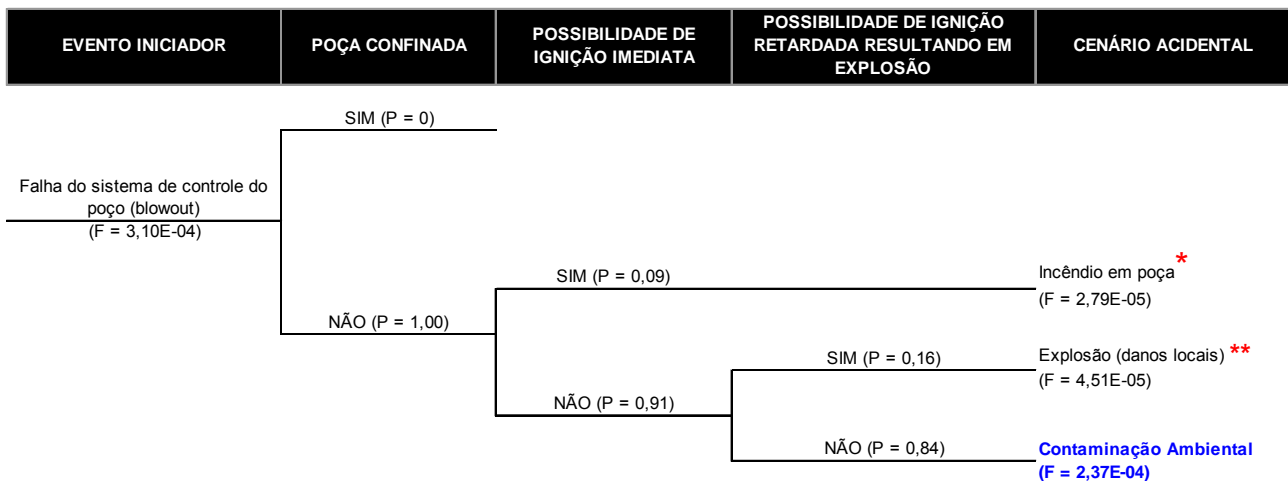 EVENTO INICIADOR
POÇA CONFINADA
POSSIBILIDADE DE
IGNIÇÃO IMEDIATA
POSSIBILIDADE DE IGNIÇÃO
RETARDADA RESULTANDO EM
EXPLOSÃO
CENÁRIO ACIDENTAL
SIM (P = 0)
Falha do sistema de controle do
poço (blowout)
(F = 3,10E-04)
SIM (P = 0,09)
Incêndio em poça *
(F = 2,79E-05)
NÃO (P = 1,00)
SIM (P = 0,16)
Explosão (danos locais) **
(F = 4,51E-05)
NÃO (P = 0,91)
NÃO (P = 0,84)
Contaminação Ambiental
(F = 2,37E-04)